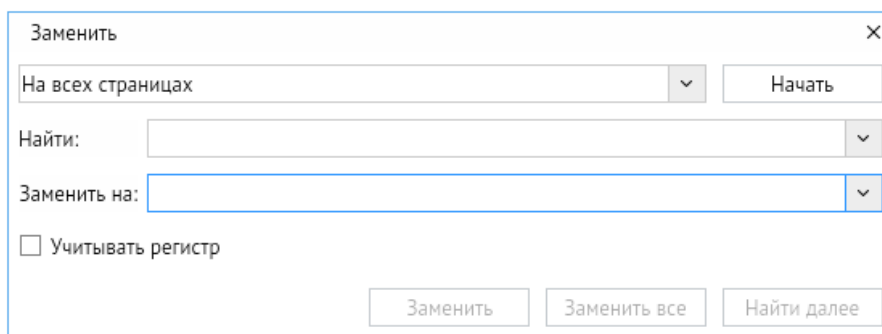 Заменить
На всех страницах
Начать
Найти:
Заменить на:
Учитывать регистр
Заменить
Заменить все
Найти далее